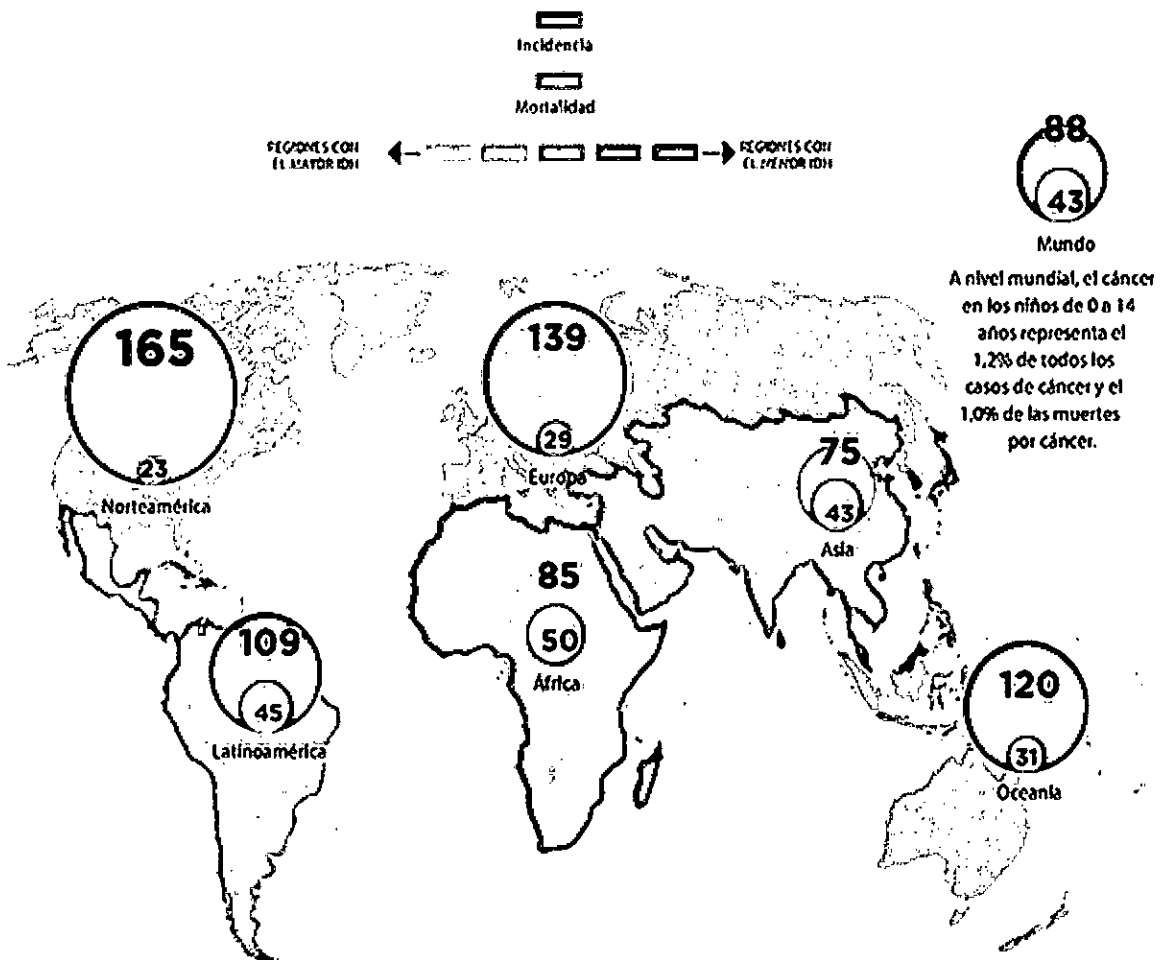 Incidencia
Mortalidad
REGIONES CON
EL MAYOR IDH
REGIONES CON
EL MENOR IDH
88
43
Mundo
A nivel mundial, el cáncer
en los niños de 0 a 14
años representa el
1,2% de todos los
casos de cáncer y el
1,0% de las muertes
por cáncer.
165
23
Norteamérica
139
29
Europa
75
43
Asia
85
50
África
109
45
Latinoamérica
120
31
Oceanía